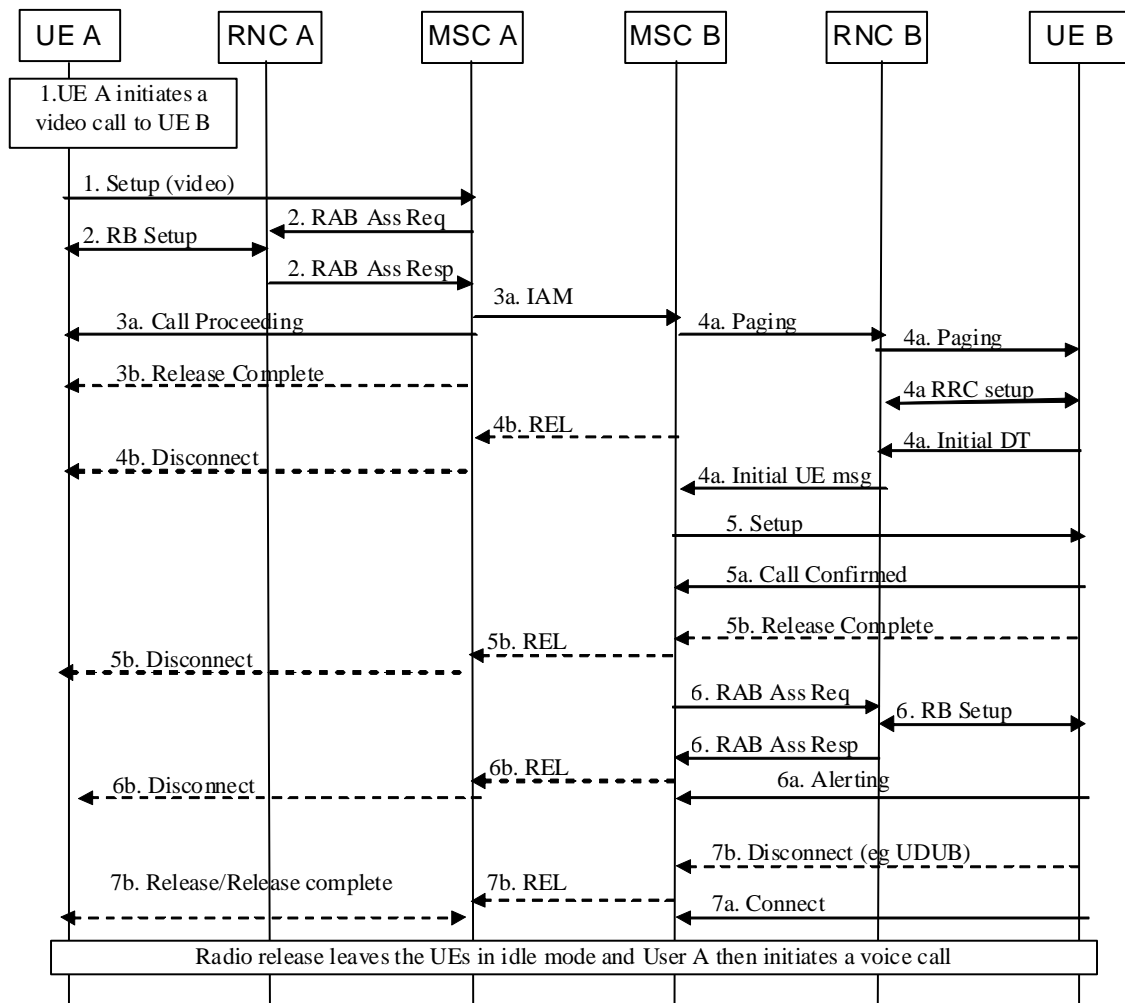 UE A
RNC A
MSC A
MSC B
RNC B
UE B
1.UE A initiates a
video call to UE B
1. Setup (video)
2. RAB Ass Req
2. RB Setup
2. RAB Ass Resp
3a. IAM
3a. Call Proceeding
4a. Paging
4a. Paging
3b. Release Complete
4a RRC setup
4b. REL
4a. Initial DT
4b. Disconnect
4a. Initial UE msg
5. Setup
5a. Call Confirmed
5b. Release Complete
5b. REL
5b. Disconnect
6. RAB Ass Req
6. RB Setup
6. RAB Ass Resp
6b. REL
6b. Disconnect
6a. Alerting
7b. Disconnect (eg UDUB)
7b. Release/Release complete
7b. REL
7a. Connect
Radio release leaves the UEs in idle mode and User A then initiates a voice call